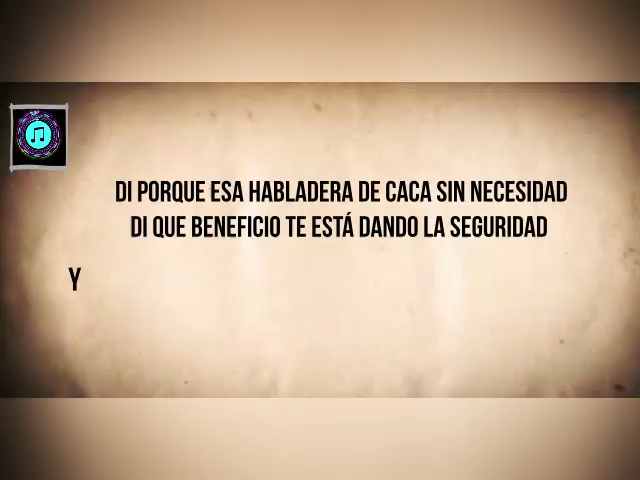 DI PORQUE ESA HABLADERA DE CACA SIN NECESIDAD
DI QUE BENEFICIO TE ESTÁ DANDO LA SEGURIDAD
Y